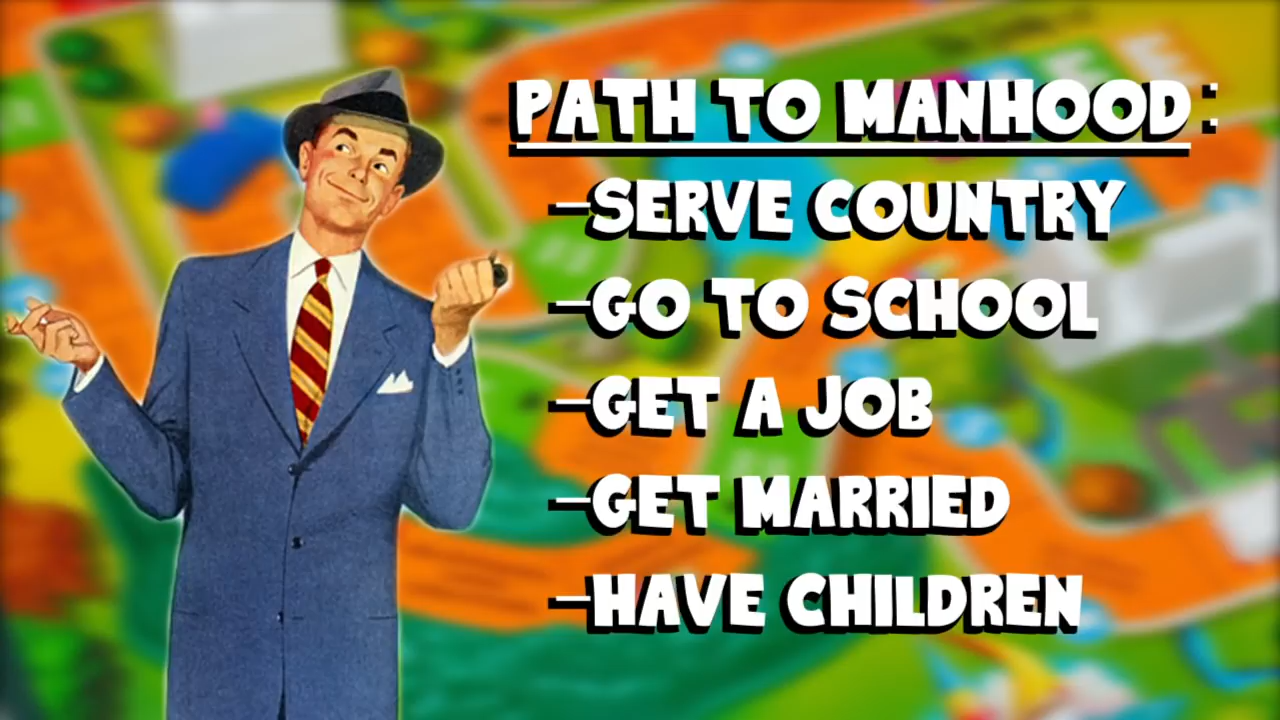 PATH TO MANHOOD:
-SERVE COUNTRY
-GO TO SCHOOL
-GET A JOB
-GET MARRIED
-HAVE CHILDREN